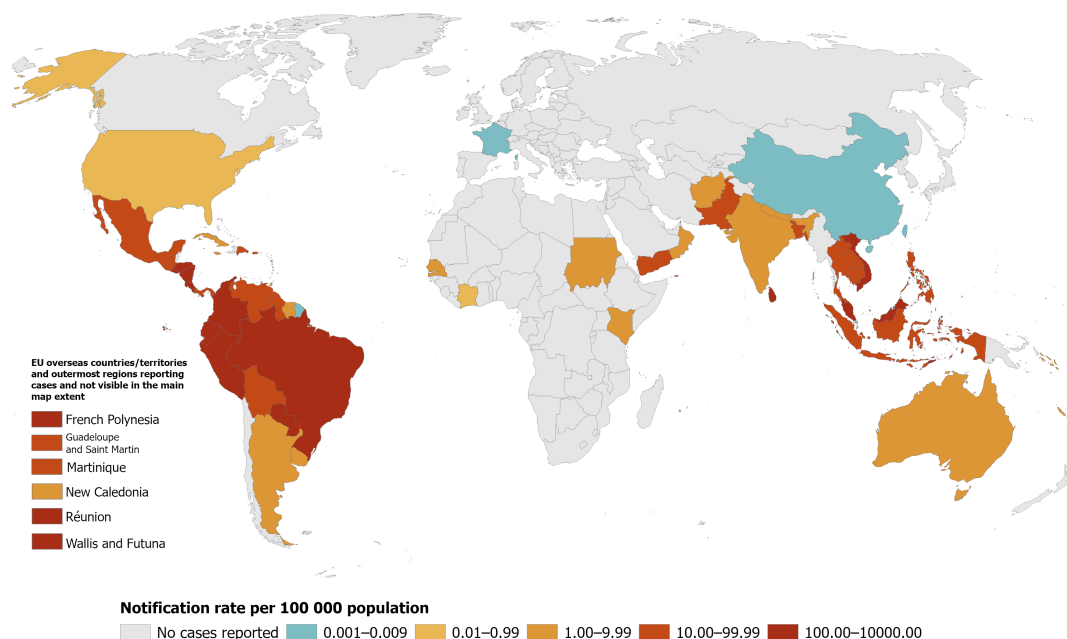 EU overseas countries/territories
and outermost regions reporting
cases and not visible in the main
map extent
French Polynesia
Guadeloupe
and Saint Martin
Martinique
New Caledonia
Réunion
Wallis and Futuna
Notification rate per 100 000 population
No cases reported 0.001–0.009 0.01–0.99 1.00–9.99 10.00–99.99 100.00–10000.00